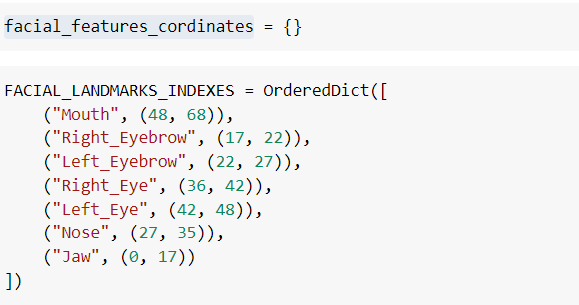 facial_features_cordinates = {}
FACIAL_LANDMARKS_INDEXES = OrderedDict([
    ("Mouth", (48, 68)),
    ("Right_Eyebrow", (17, 22)),
    ("Left_Eyebrow", (22, 27)),
    ("Right_Eye", (36, 42)),
    ("Left_Eye", (42, 48)),
    ("Nose", (27, 35)),
    ("Jaw", (0, 17))
])